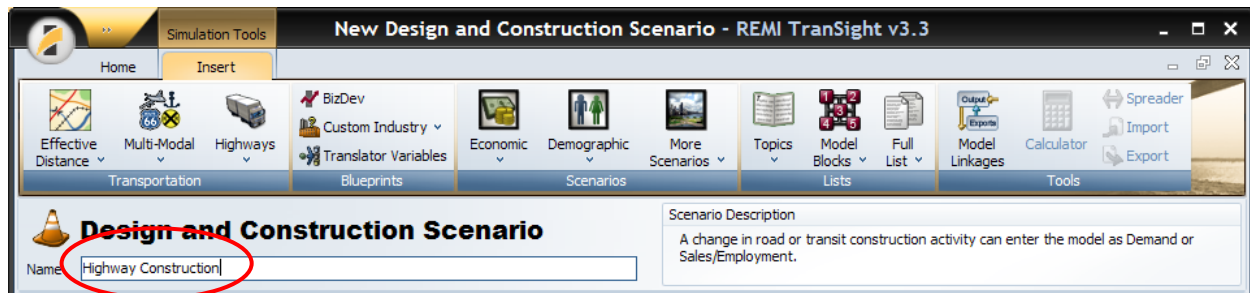 Simulation Tools
New Design and Construction Scenario - REMI TranSight v3.3
Home
Insert
Effective Distance
Multi-Modal
Highways
Transportation
BizDev
Custom Industry
Translator Variables
Blueprints
Economic
Demographic
More Scenarios
Scenarios
Topics
Model Blocks
Full List
Lists
Output
Exports
Model Linkages
Calculator
Spreader
Import
Export
Tools
Design and Construction Scenario
Name
Highway Construction
Scenario Description
A change in road or transit construction activity can enter the model as Demand or
Sales/Employment.